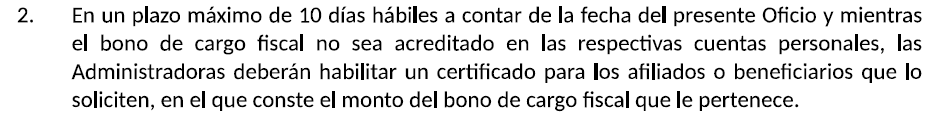 2. En un plazo máximo de 10 días hábiles a contar de la fecha del presente Oficio y mientras
el bono de cargo fiscal no sea acreditado en las respectivas cuentas personales, las
Administradoras deberán habilitar un certificado para los afiliados o beneficiarios que lo
soliciten, en el que conste el monto del bono de cargo fiscal que le pertenece.